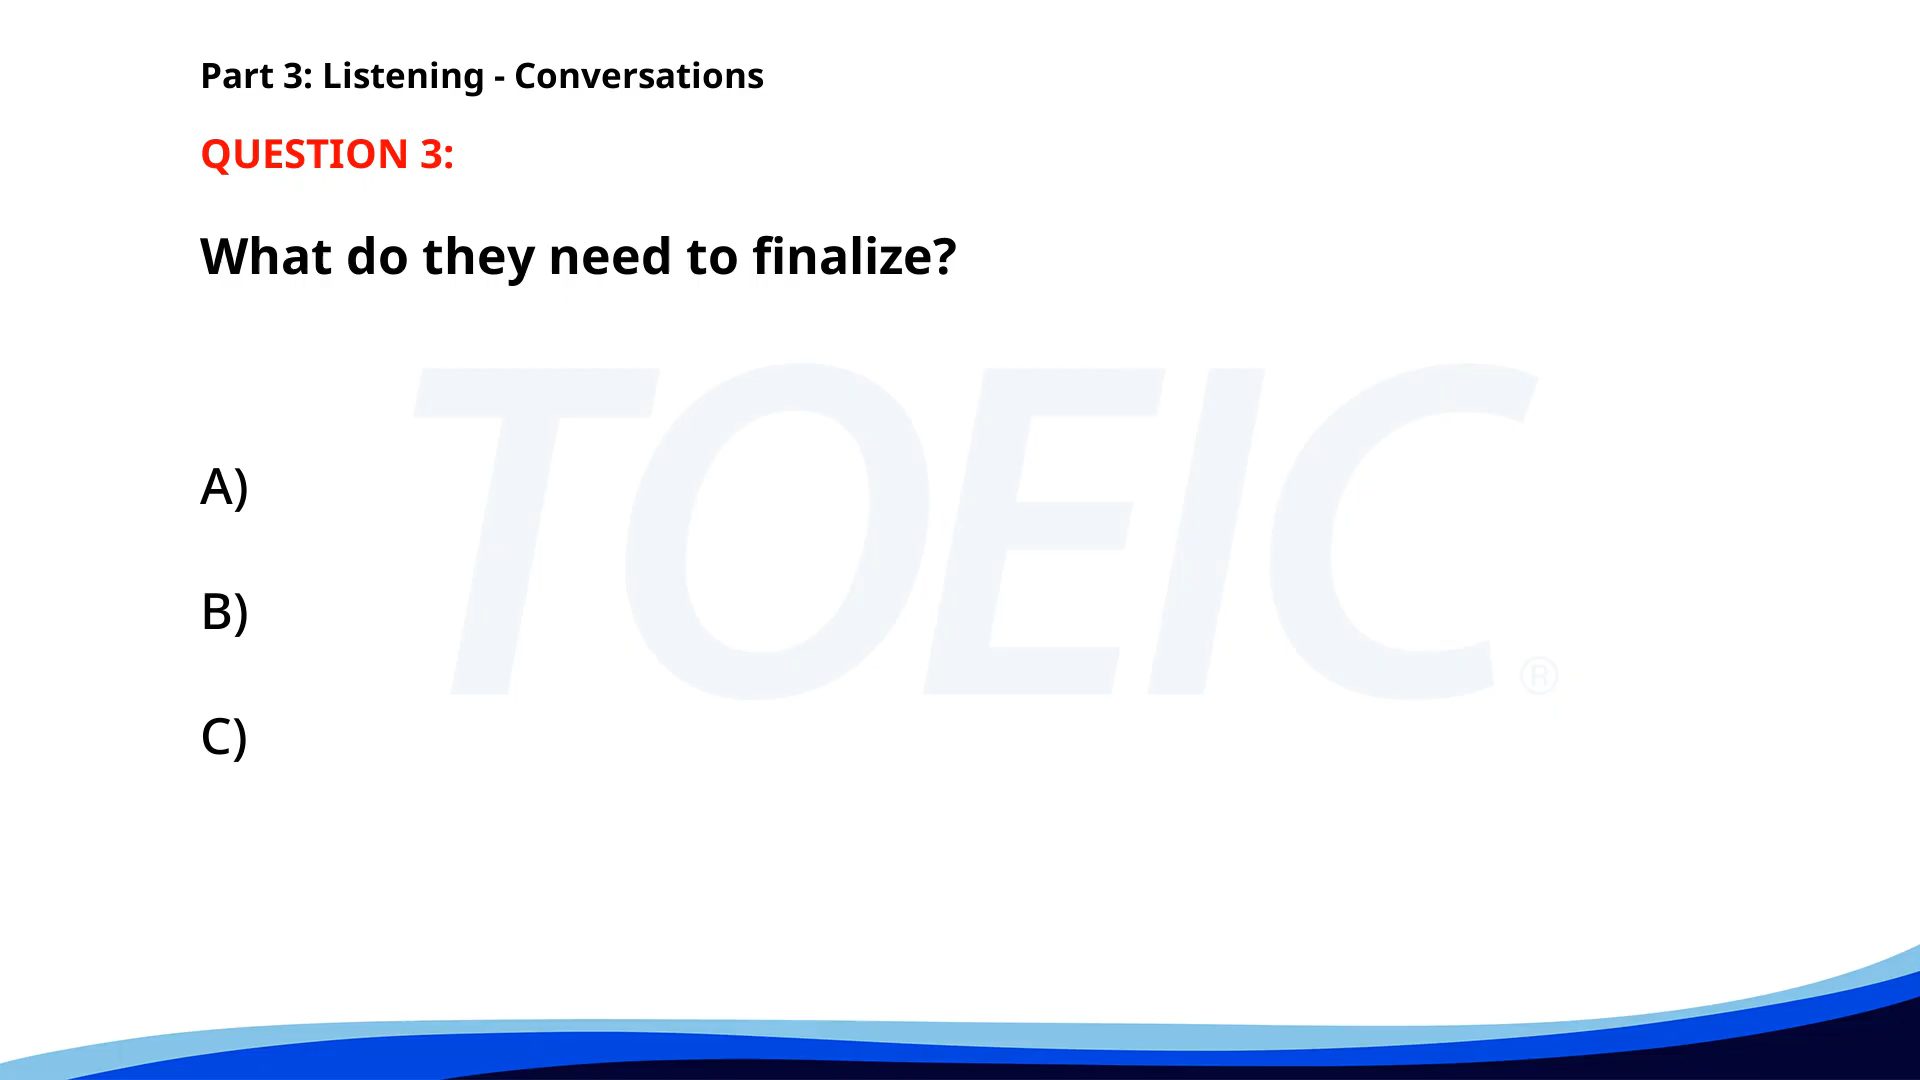 Part 3: Listening - Conversations
QUESTION 3:
What do they need to finalize?
TOEIC®
A)
B)
C)